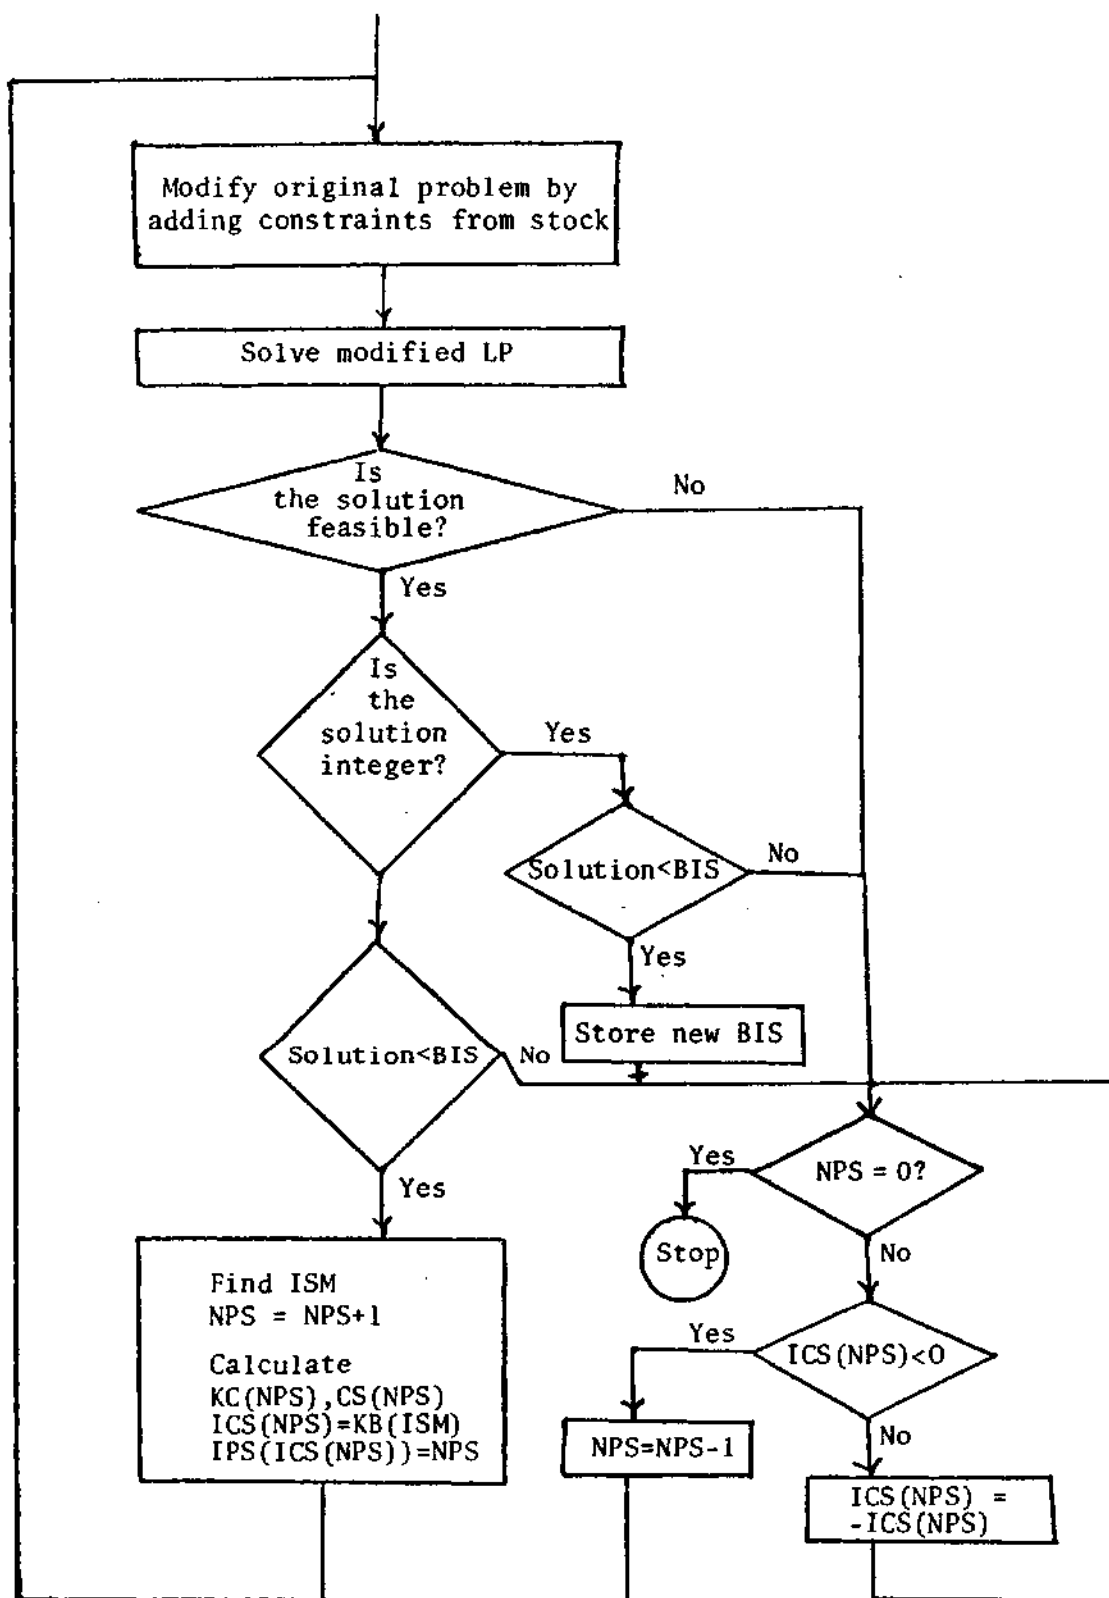 Modify original problem by
adding constraints from stock
Solve modified LP
Is
the solution
feasible?
No
Yes
Is
the
solution
integer?
Yes
Solution<BIS
No
Yes
Store new BIS
Solution<BIS
No
Yes
NPS = 0?
Yes
Stop
No
Find ISM
NPS = NPS+1
Calculate
KC(NPS),CS(NPS)
ICS(NPS)=KB(ISM)
IPS(ICS(NPS))=NPS
Yes
ICS(NPS)<0
NPS=NPS-1
No
ICS(NPS) =
-ICS(NPS)